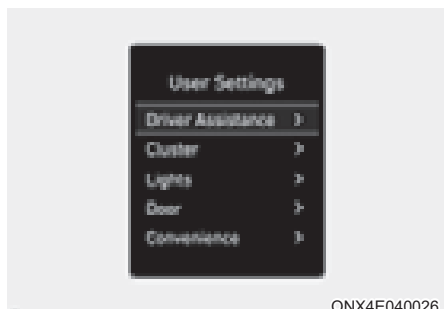 User Settings
Driver Assistance >
Cluster >
Lights >
Door >
Convenience >
ONX4E040026